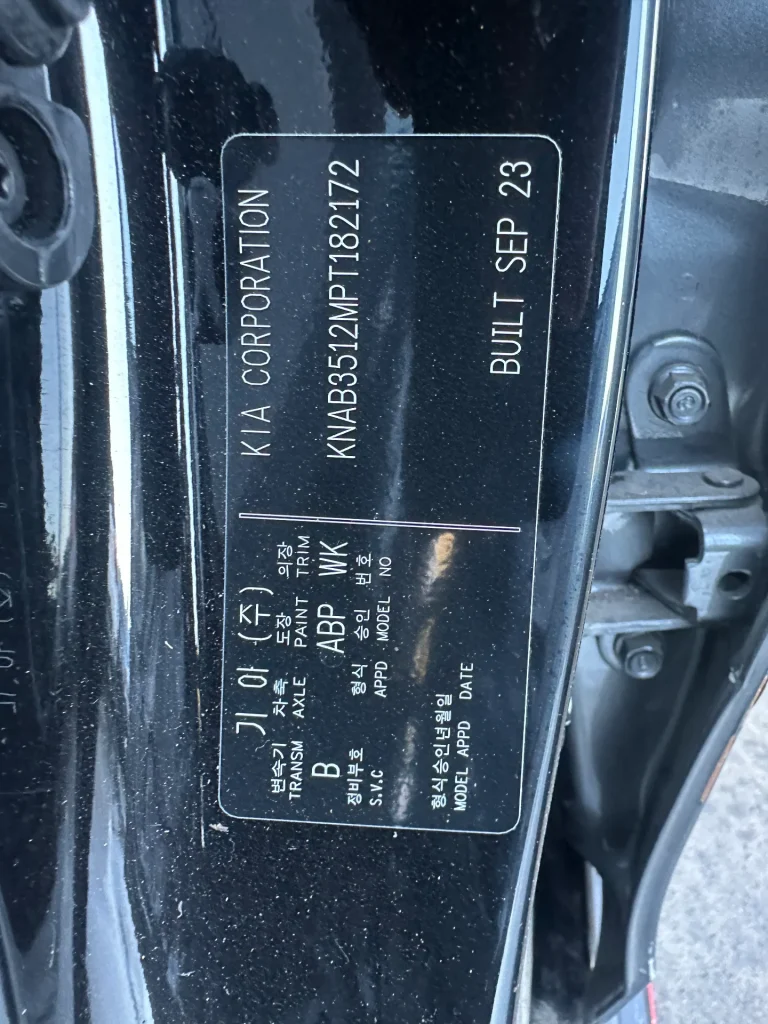 기아 (주)
변속기 차축 도장 의장
TRANSM AXLE PAINT TRIM
B ABP WK
정비부호 형식 승인 번호
S.V.C APPD MODEL NO
형식승인년월일
MODEL APPD DATE
KIA CORPORATION
KNAB3512MPT182172
BUILT SEP 23